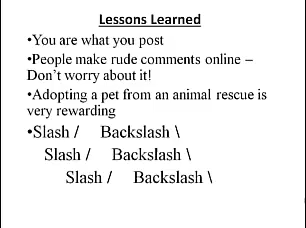 Lessons Learned
•You are what you post
•People make rude comments online –
Don't worry about it!
•Adopting a pet from an animal rescue is
very rewarding
•Slash / Backslash \
Slash / Backslash \
Slash / Backslash \